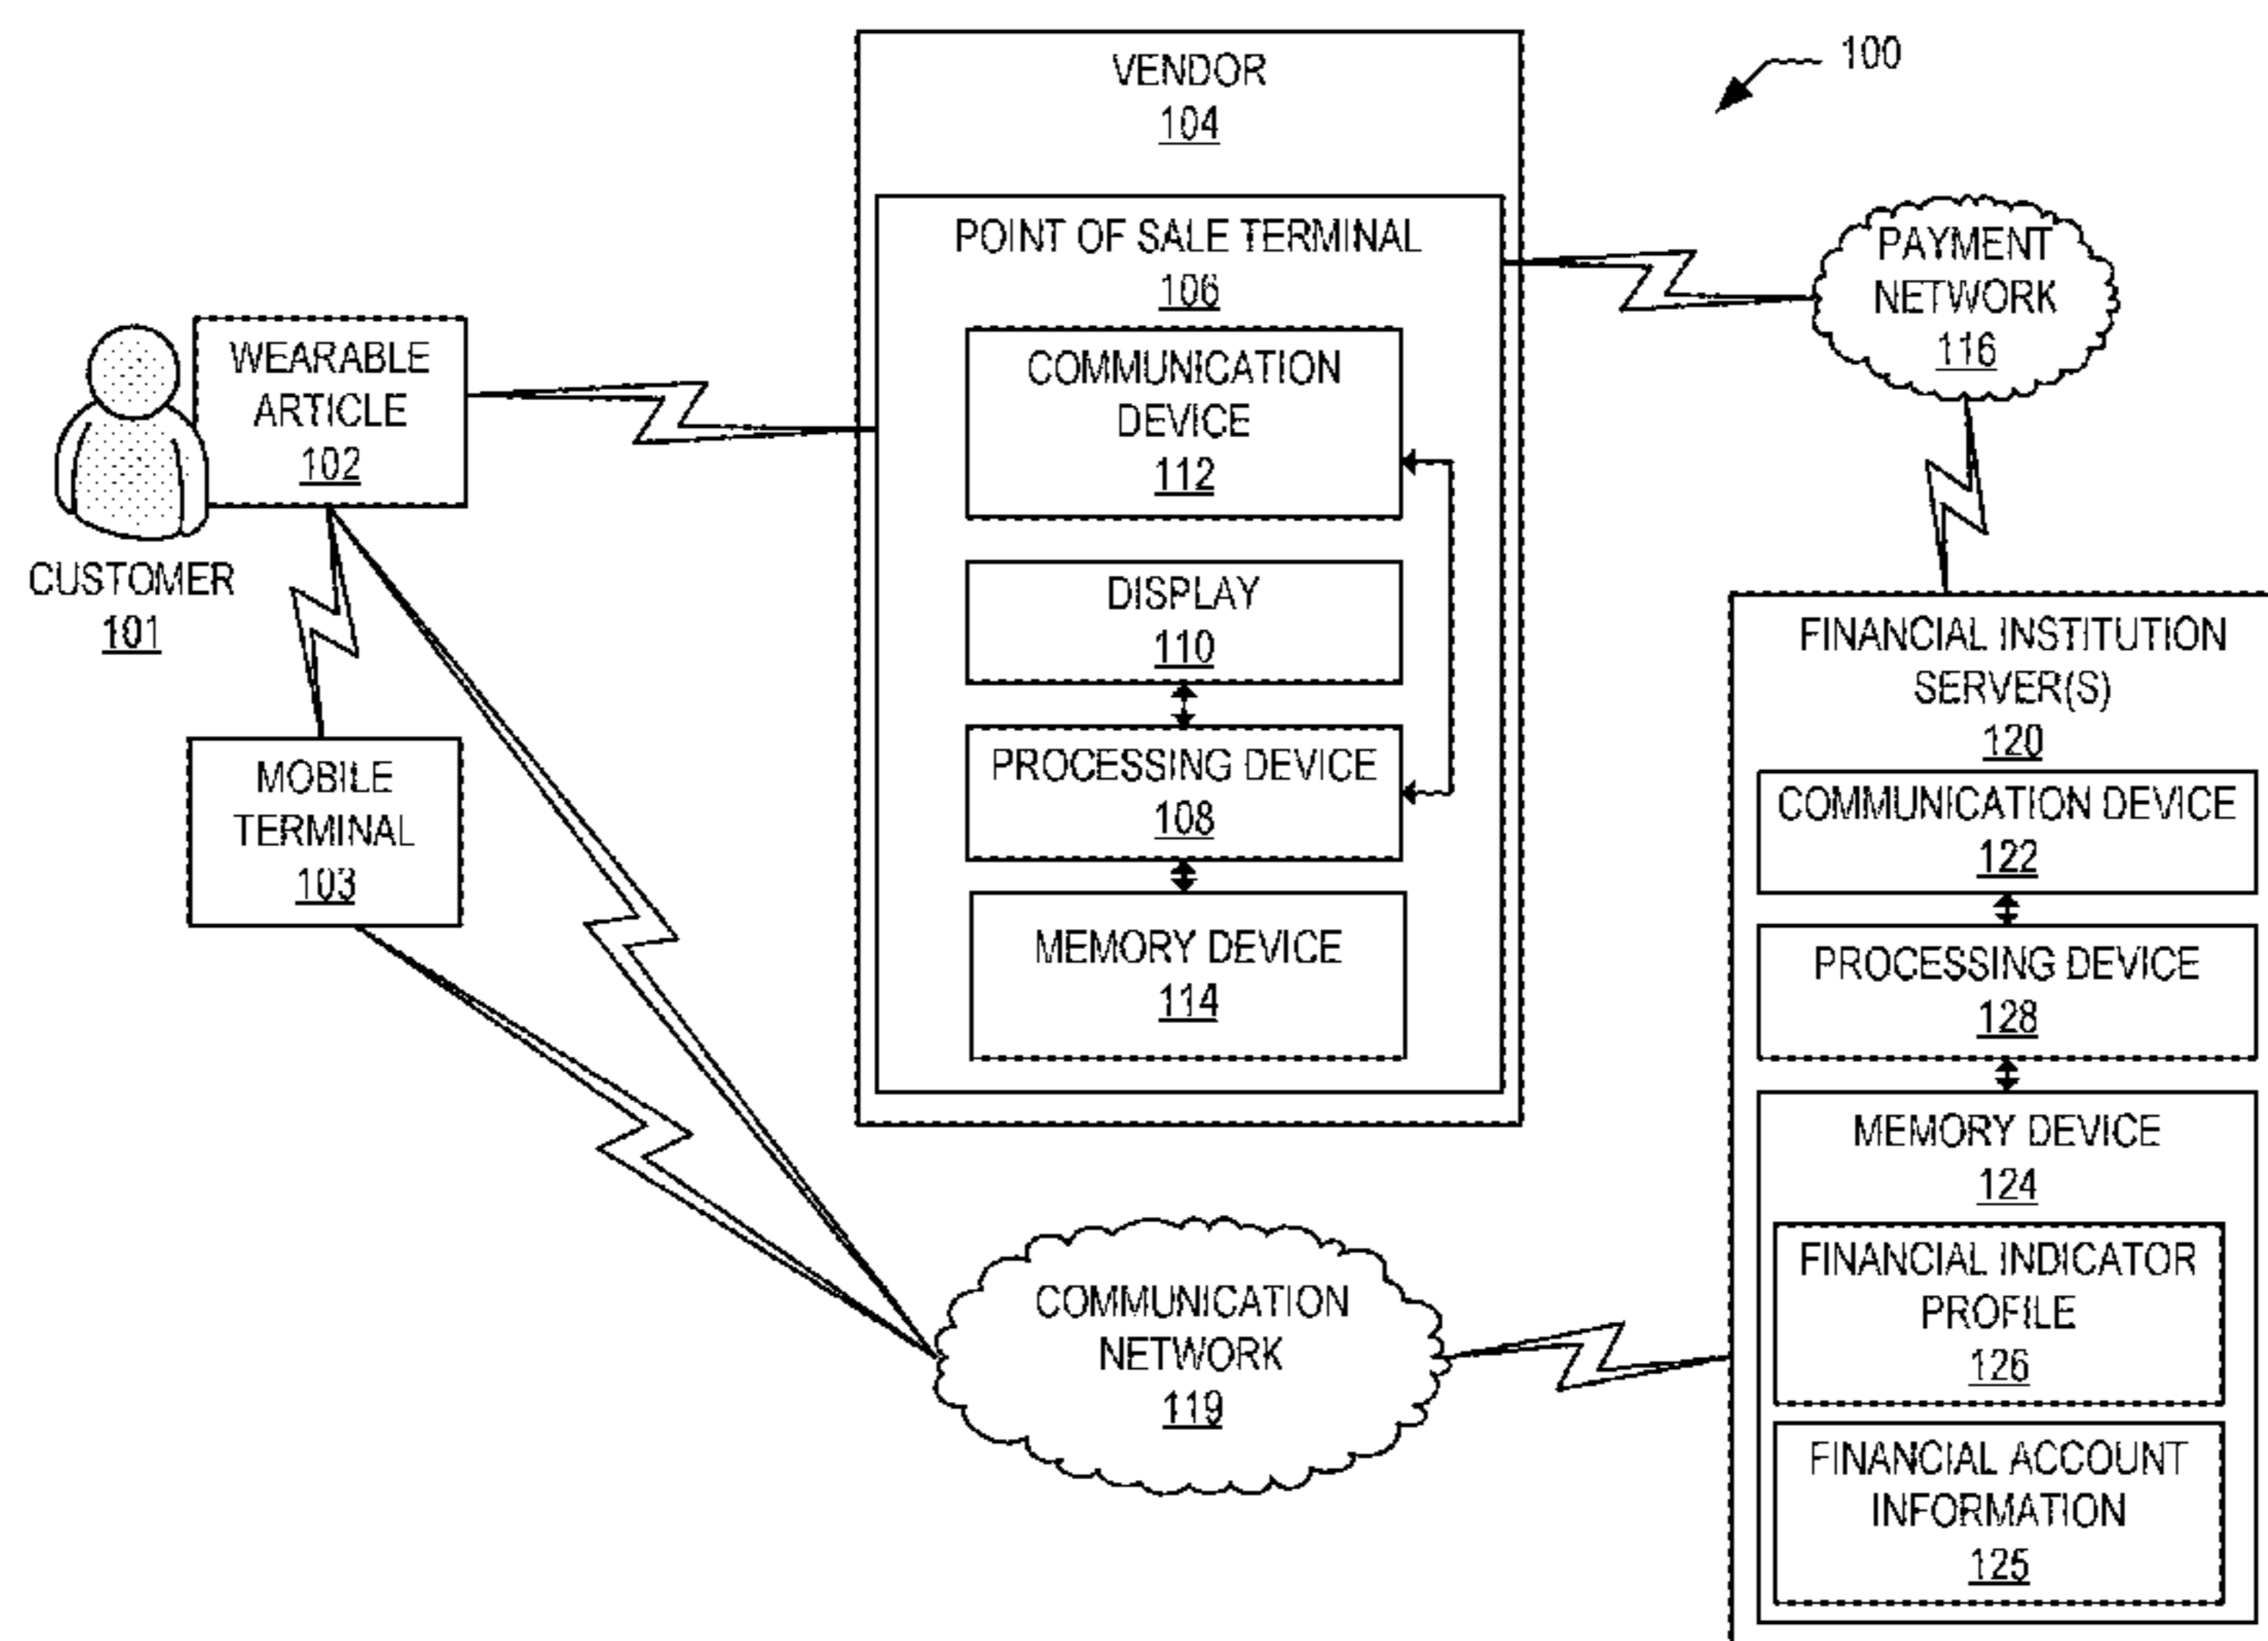 100
VENDOR
104
POINT OF SALE TERMINAL
106
COMMUNICATION
DEVICE
112
DISPLAY
110
PROCESSING DEVICE
108
MEMORY DEVICE
114
WEARABLE
ARTICLE
102
CUSTOMER
101
MOBILE
TERMINAL
103
PAYMENT
NETWORK
116
COMMUNICATION
NETWORK
119
FINANCIAL INSTITUTION
SERVER(S)
120
COMMUNICATION DEVICE
122
PROCESSING DEVICE
128
MEMORY DEVICE
124
FINANCIAL INDICATOR
PROFILE
126
FINANCIAL ACCOUNT
INFORMATION
125